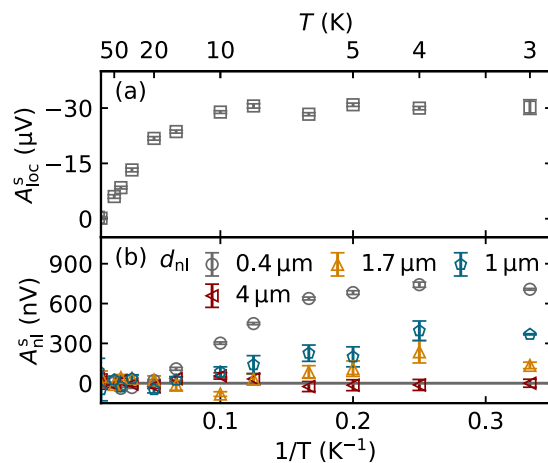 T (K)
50 20 10 5 4 3
(a)
−30
−15
0
A^s_loc (μV)
(b) d_nl 0.4 μm 1.7 μm 1 μm
4 μm
900
600
300
0
A^s_nl (nV)
0.1 0.2 0.3
1/T (K⁻¹)